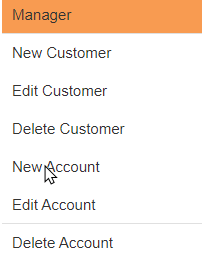 Manager
New Customer
Edit Customer
Delete Customer
New Account
Edit Account
Delete Account